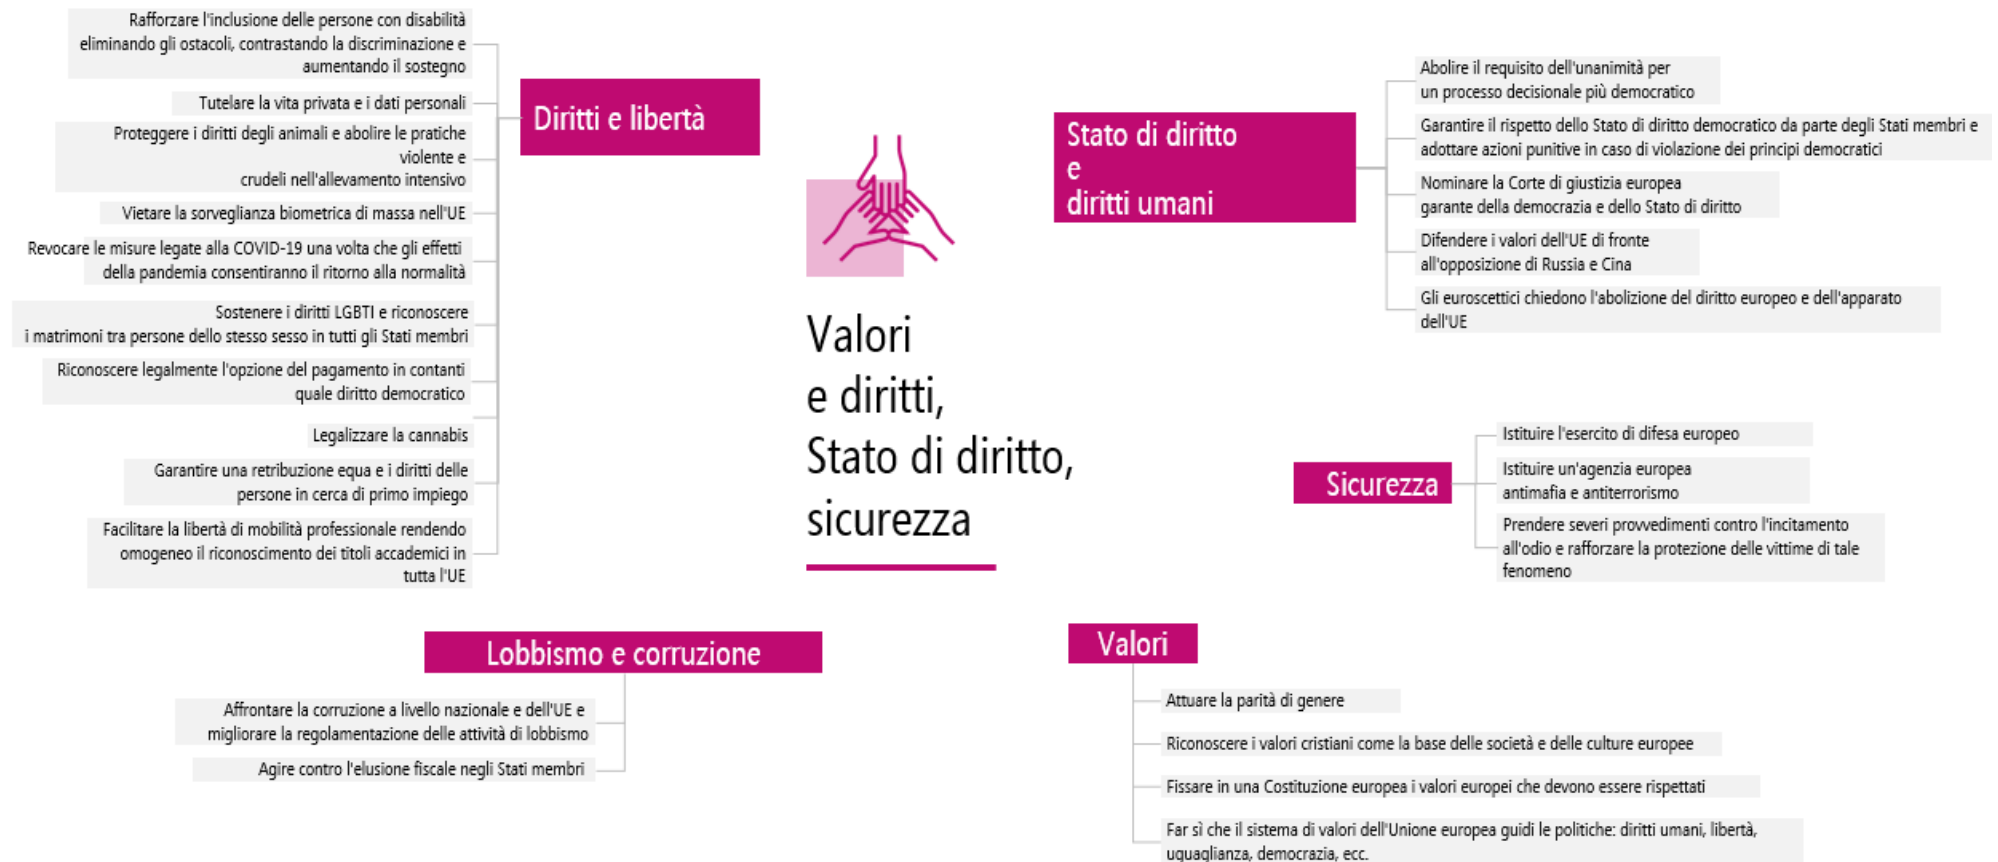 Rafforzare l'inclusione delle persone con disabilità
eliminando gli ostacoli, contrastando la discriminazione e
aumentando il sostegno
Tutelare la vita privata e i dati personali
Proteggere i diritti degli animali e abolire le pratiche
violente e
crudeli nell'allevamento intensivo
Vietare la sorveglianza biometrica di massa nell'UE
Revocare le misure legate alla COVID-19 una volta che gli effetti
della pandemia consentiranno il ritorno alla normalità
Sostenere i diritti LGBTI e riconoscere
i matrimoni tra persone dello stesso sesso in tutti gli Stati membri
Riconoscere legalmente l'opzione del pagamento in contanti
quale diritto democratico
Legalizzare la cannabis
Garantire una retribuzione equa e i diritti delle
persone in cerca di primo impiego
Facilitare la libertà di mobilità professionale rendendo
omogeneo il riconoscimento dei titoli accademici in
tutta l'UE
Diritti e libertà
Valori
e diritti,
Stato di diritto,
sicurezza
Stato di diritto
e
diritti umani
Abolire il requisito dell'unanimità per
un processo decisionale più democratico
Garantire il rispetto dello Stato di diritto democratico da parte degli Stati membri e
adottare azioni punitive in caso di violazione dei principi democratici
Nominare la Corte di giustizia europea
garante della democrazia e dello Stato di diritto
Difendere i valori dell'UE di fronte
all'opposizione di Russia e Cina
Gli euroscettici chiedono l'abolizione del diritto europeo e dell'apparato
dell'UE
Sicurezza
Istituire l'esercito di difesa europeo
Istituire un'agenzia europea
antimafia e antiterrorismo
Prendere severi provvedimenti contro l'incitamento
all'odio e rafforzare la protezione delle vittime di tale
fenomeno
Lobbismo e corruzione
Affrontare la corruzione a livello nazionale e dell'UE e
migliorare la regolamentazione delle attività di lobbismo
Agire contro l'elusione fiscale negli Stati membri
Valori
Attuare la parità di genere
Riconoscere i valori cristiani come la base delle società e delle culture europee
Fissare in una Costituzione europea i valori europei che devono essere rispettati
Far sì che il sistema di valori dell'Unione europea guidi le politiche: diritti umani, libertà,
uguaglianza, democrazia, ecc.